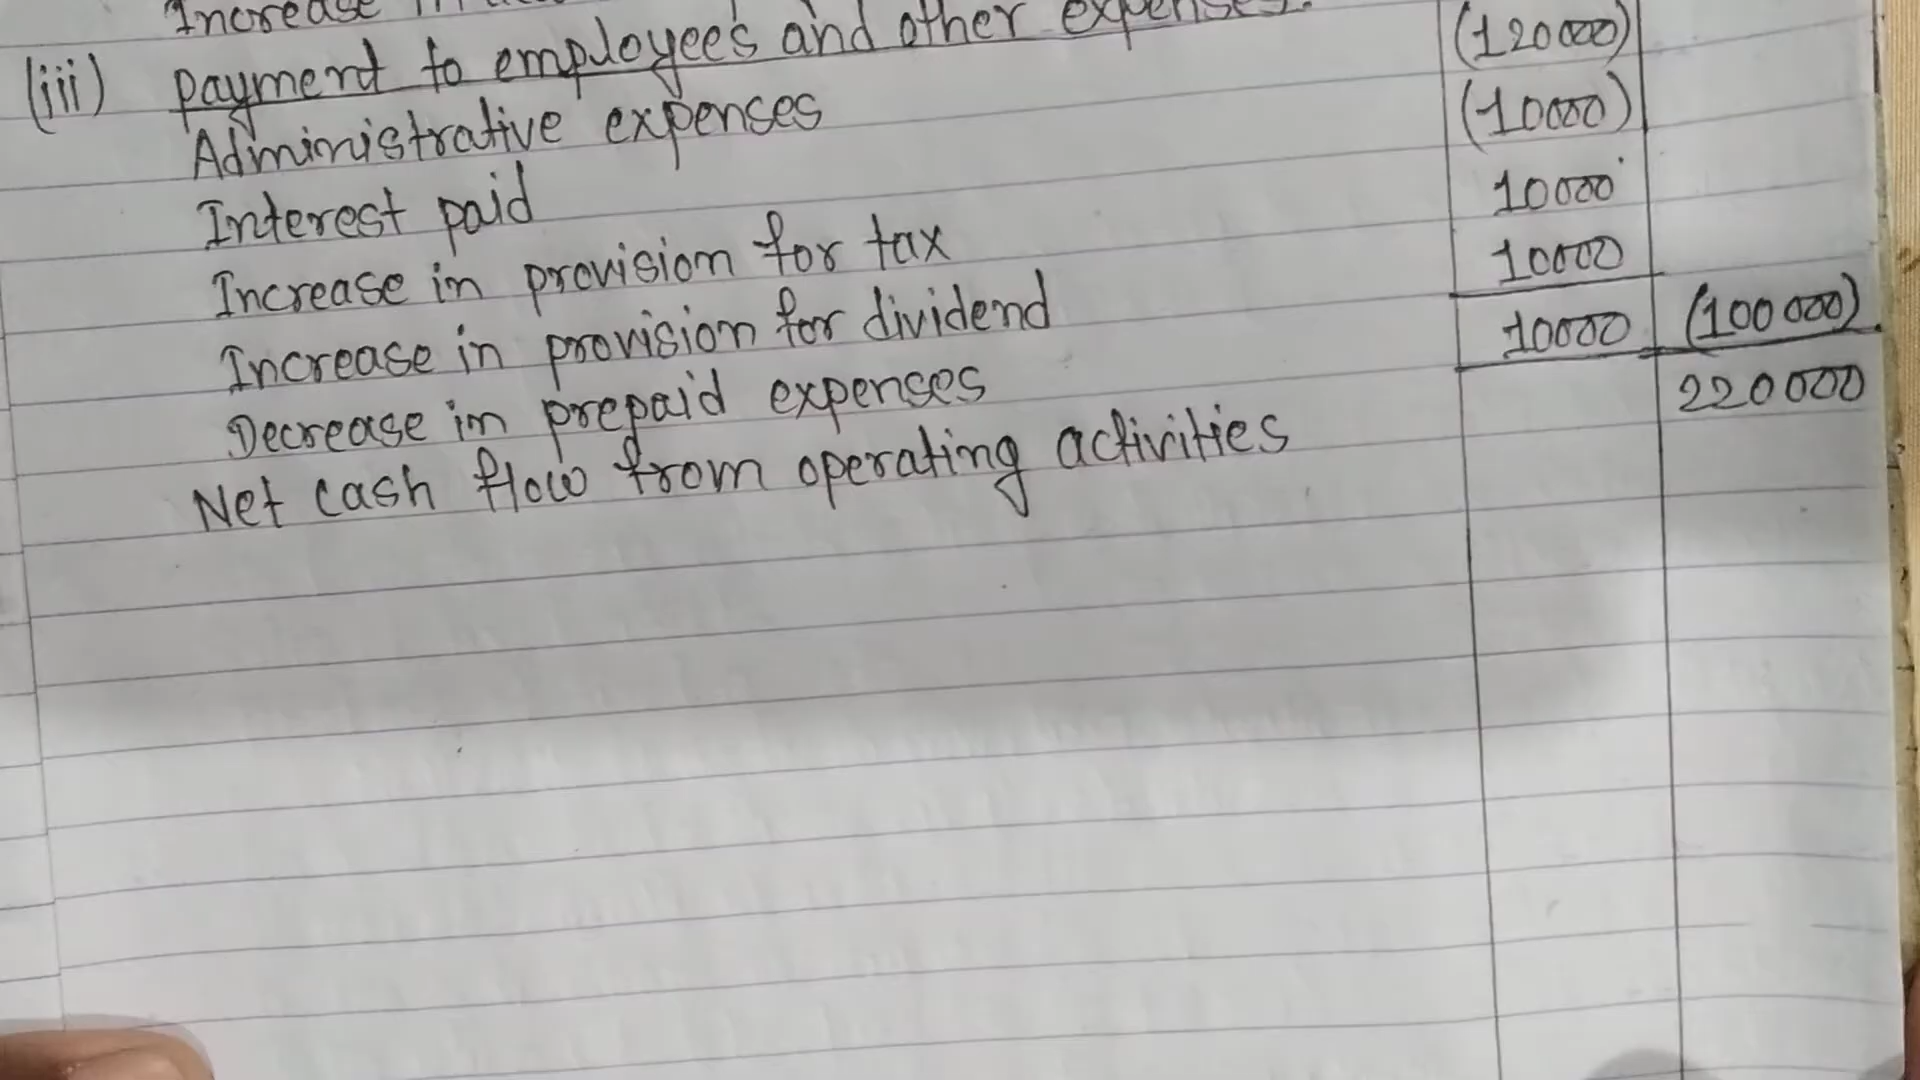 Increase in
(iii) payment to employees and other expenses.
Administrative expenses (120000)
Interest paid (10000)
Increase in provision for tax 10000
Increase in provision for dividend 10000
Decrease in prepaid expenses 10000 (100000)
Net cash flow from operating activities 220000